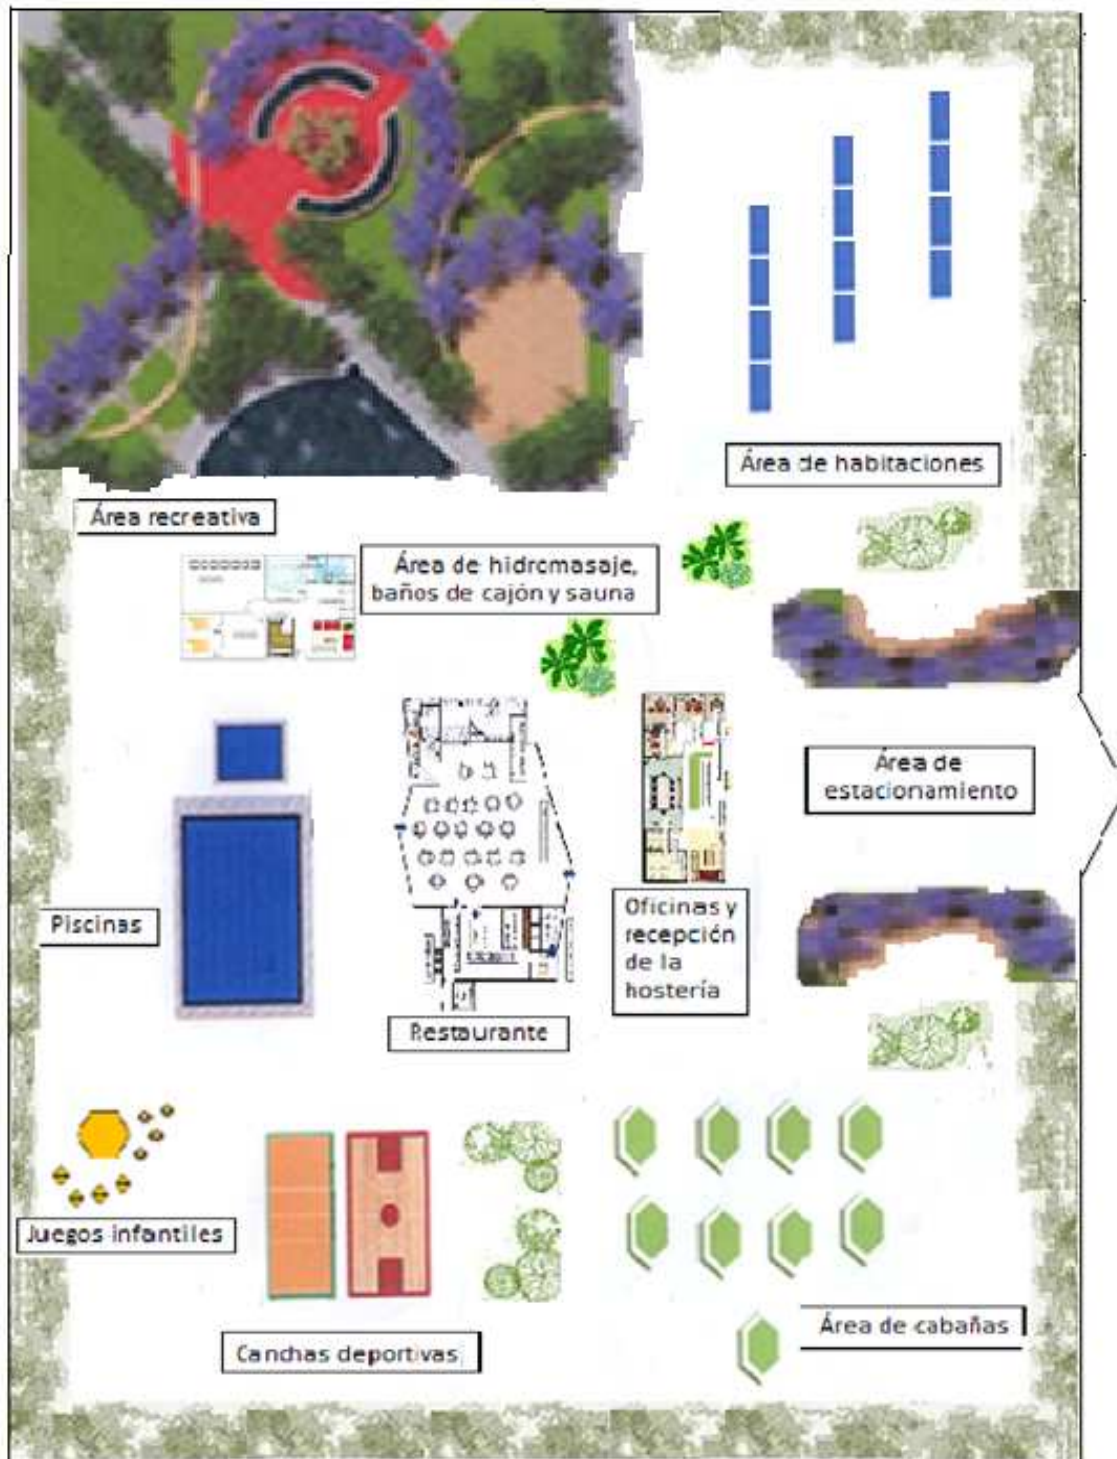 Área de habitaciones
Área recreativa
Área de hidromasaje,
baños de cajón y sauna
Área de
estacionamiento
Piscinas
Oficinas y
recepción
de la
hostería
Restaurante
Juegos infantiles
Canchas deportivas
Área de cabañas